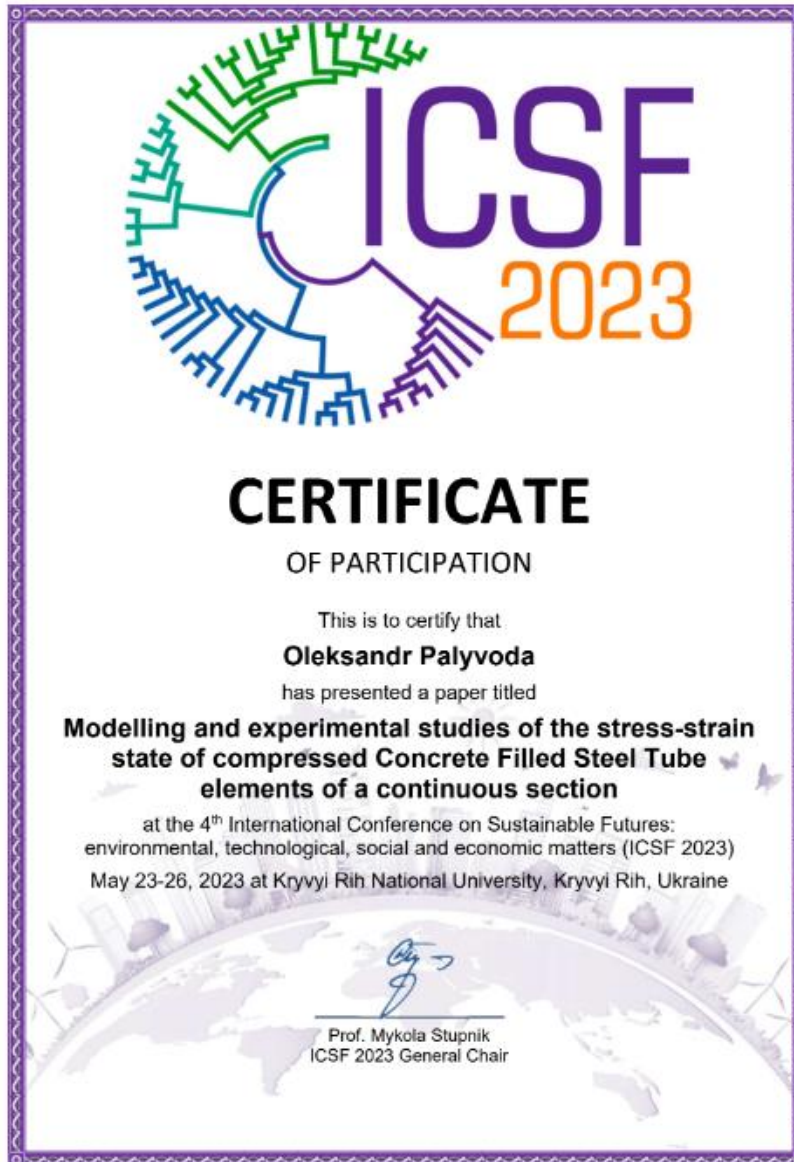 ICSF
2023
CERTIFICATE
OF PARTICIPATION
This is to certify that
Oleksandr Palyvoda
has presented a paper titled
Modelling and experimental studies of the stress-strain
state of compressed Concrete Filled Steel Tube
elements of a continuous section
at the 4th International Conference on Sustainable Futures:
environmental, technological, social and economic matters (ICSF 2023)
May 23-26, 2023 at Kryvyi Rih National University, Kryvyi Rih, Ukraine
Prof. Mykola Stupnik
ICSF 2023 General Chair